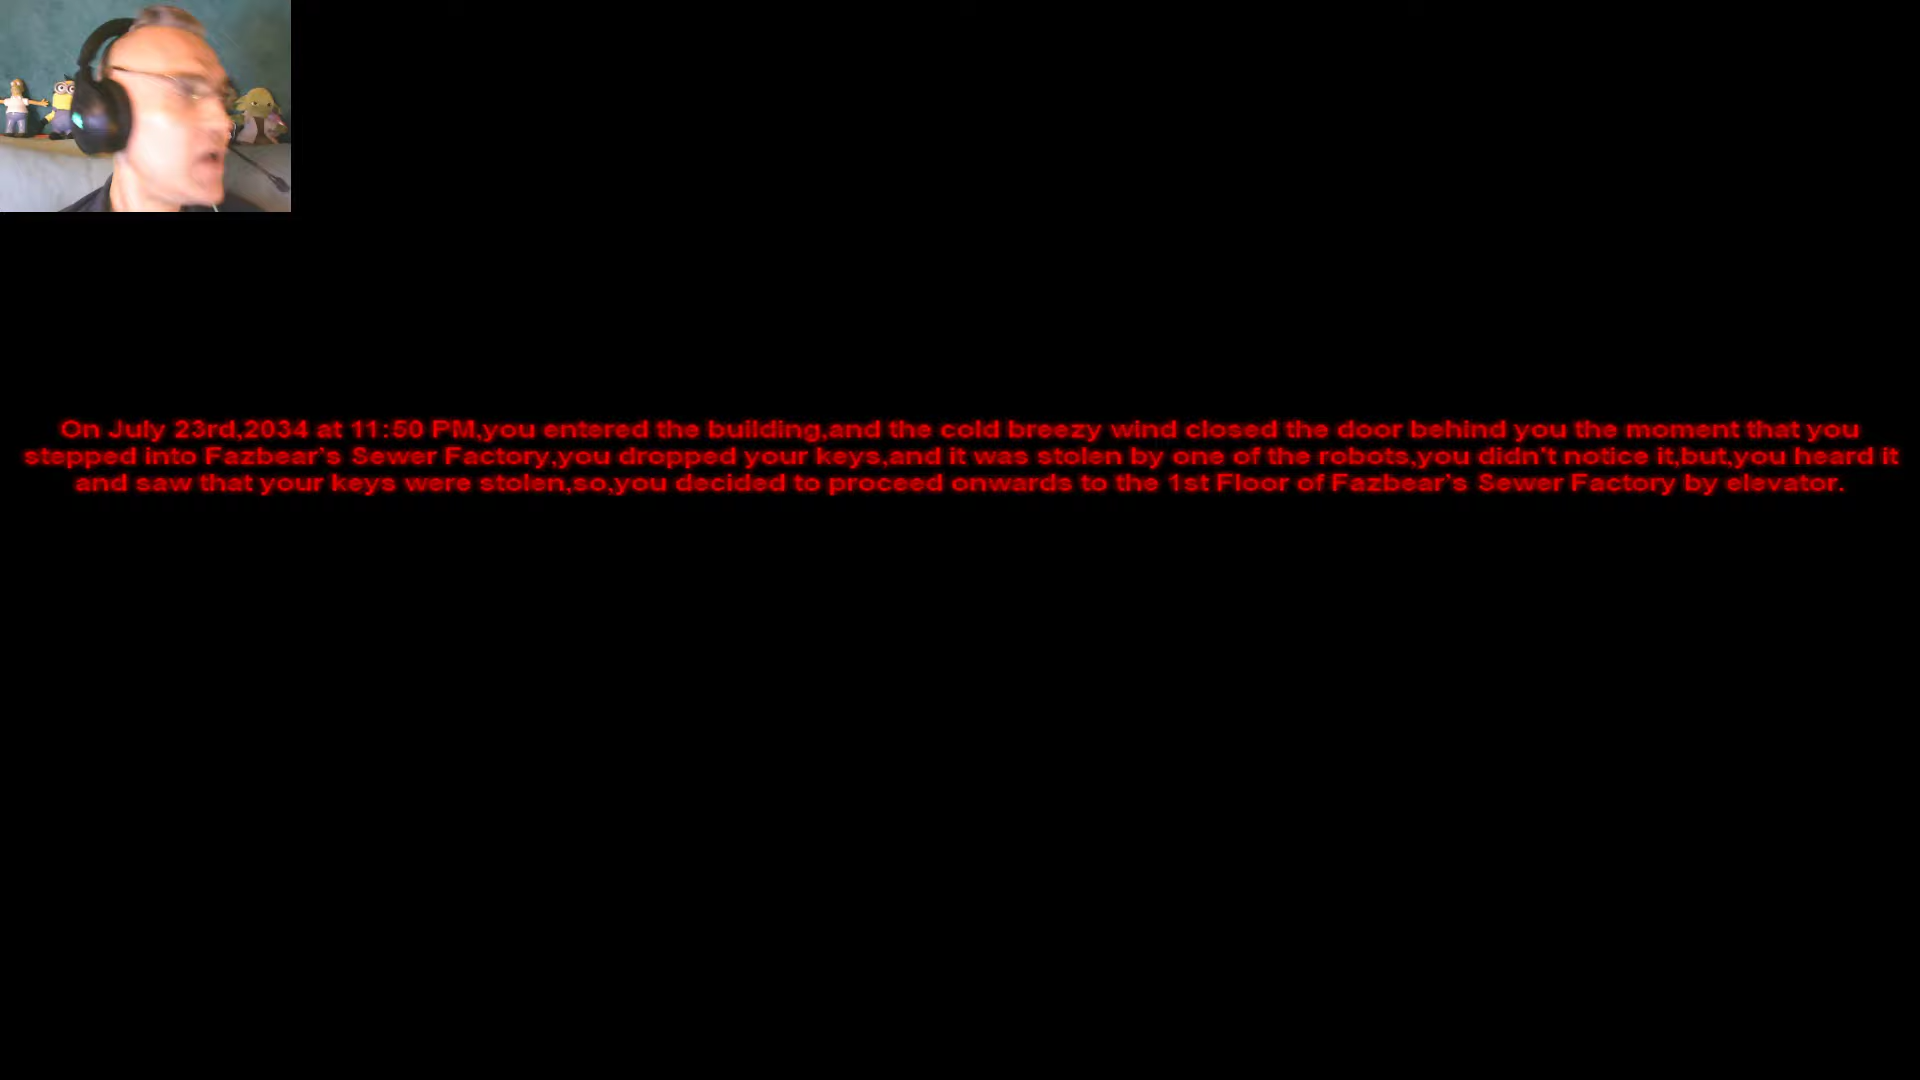 On July 23rd,2034 at 11:50 PM,you entered the building,and the cold breezy wind closed the door behind you the moment that you
stepped into Fazbear's Sewer Factory,you dropped your keys,and it was stolen by one of the robots,you didn't notice it,but,you heard it
and saw that your keys were stolen,so,you decided to proceed onwards to the 1st Floor of Fazbear's Sewer Factory by elevator.